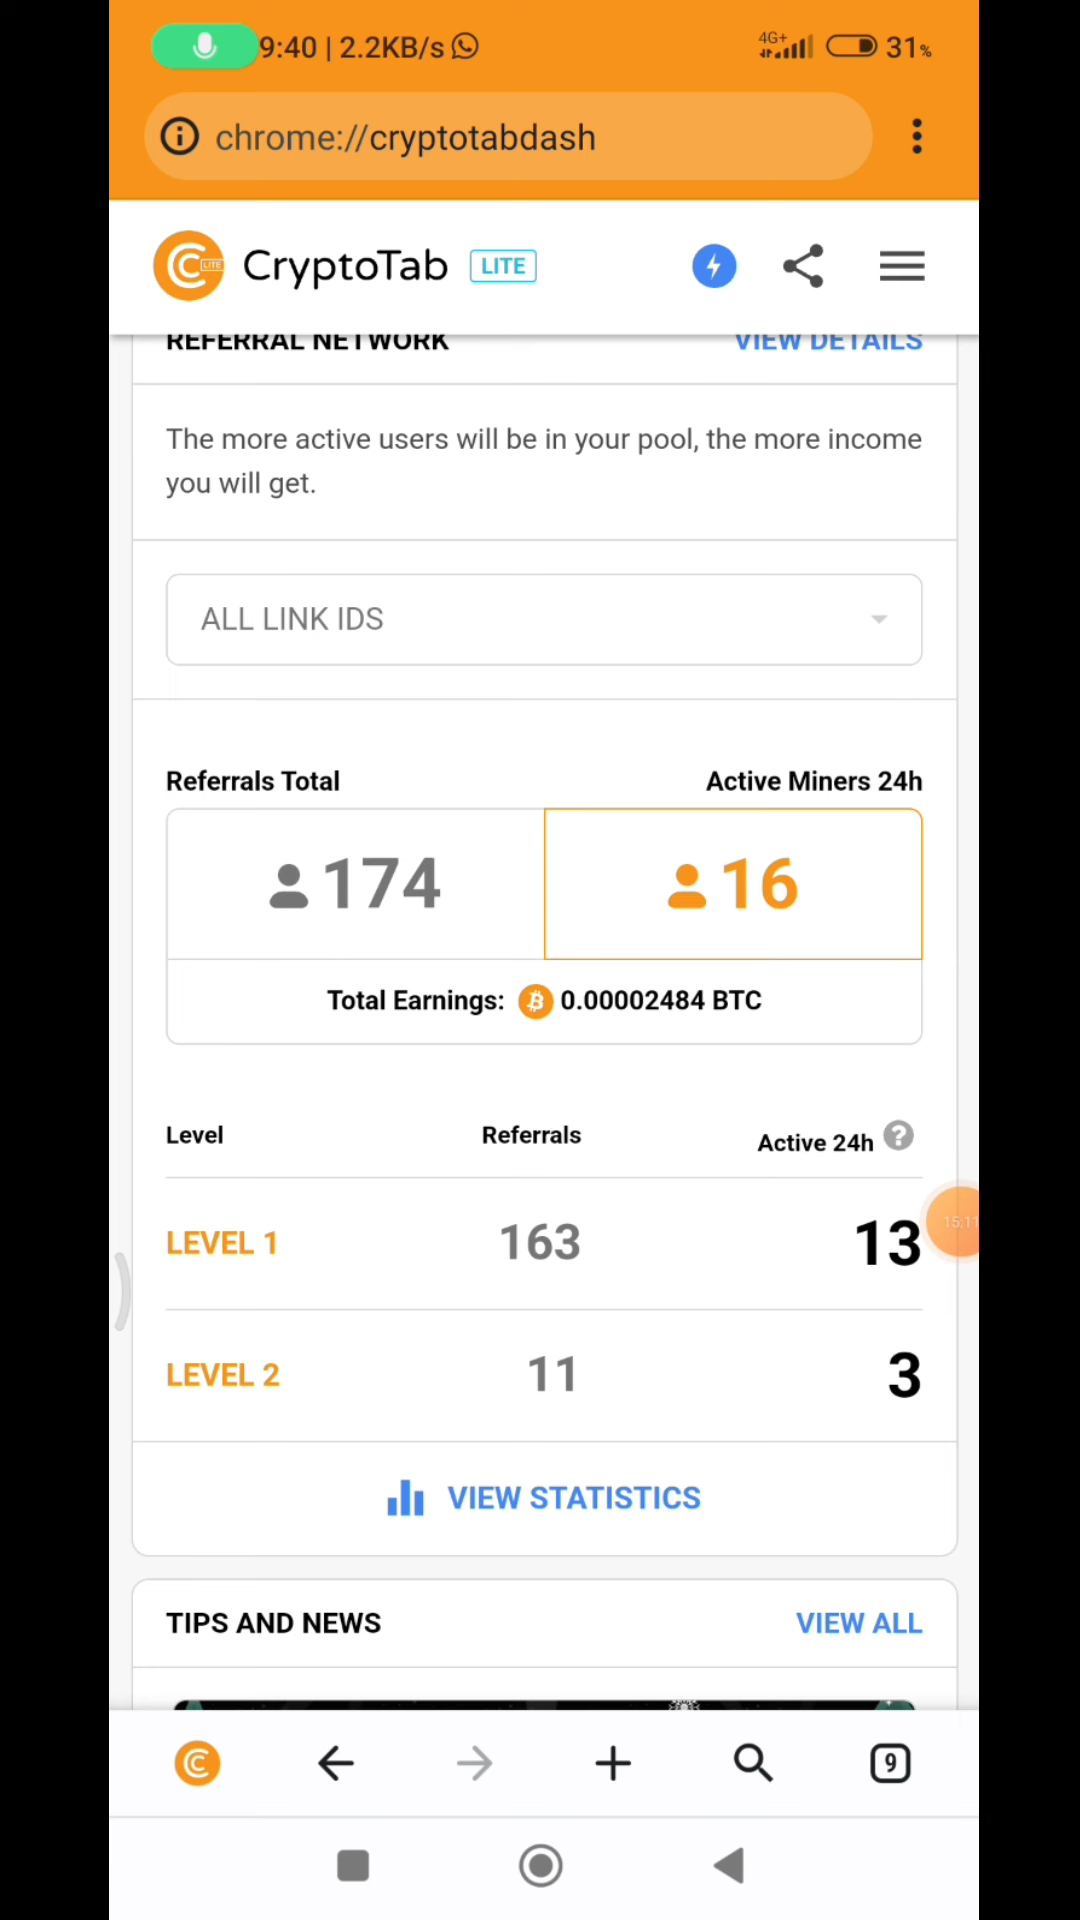 9:40 | 2.2KB/s 4G+ 31%
chrome://cryptotabdash
CryptoTab LITE
REFERRAL NETWORK VIEW DETAILS
The more active users will be in your pool, the more income
you will get.
ALL LINK IDS
Referrals Total Active Miners 24h
174 16
Total Earnings: 0.00002484 BTC
Level Referrals Active 24h ?
15:11
LEVEL 1 163 13
LEVEL 2 11 3
VIEW STATISTICS
TIPS AND NEWS VIEW ALL
9